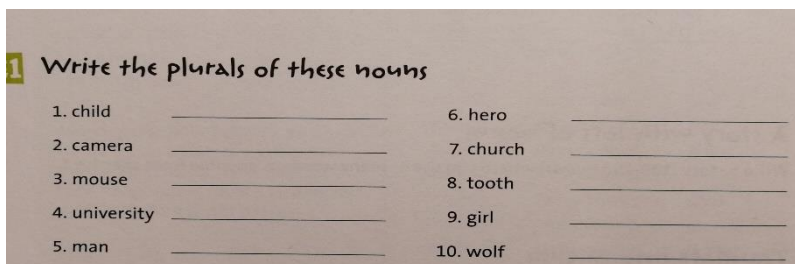 1 Write the plurals of these nouns
1. child
2. camera
3. mouse
4. university
5. man
6. hero
7. church
8. tooth
9. girl
10. wolf